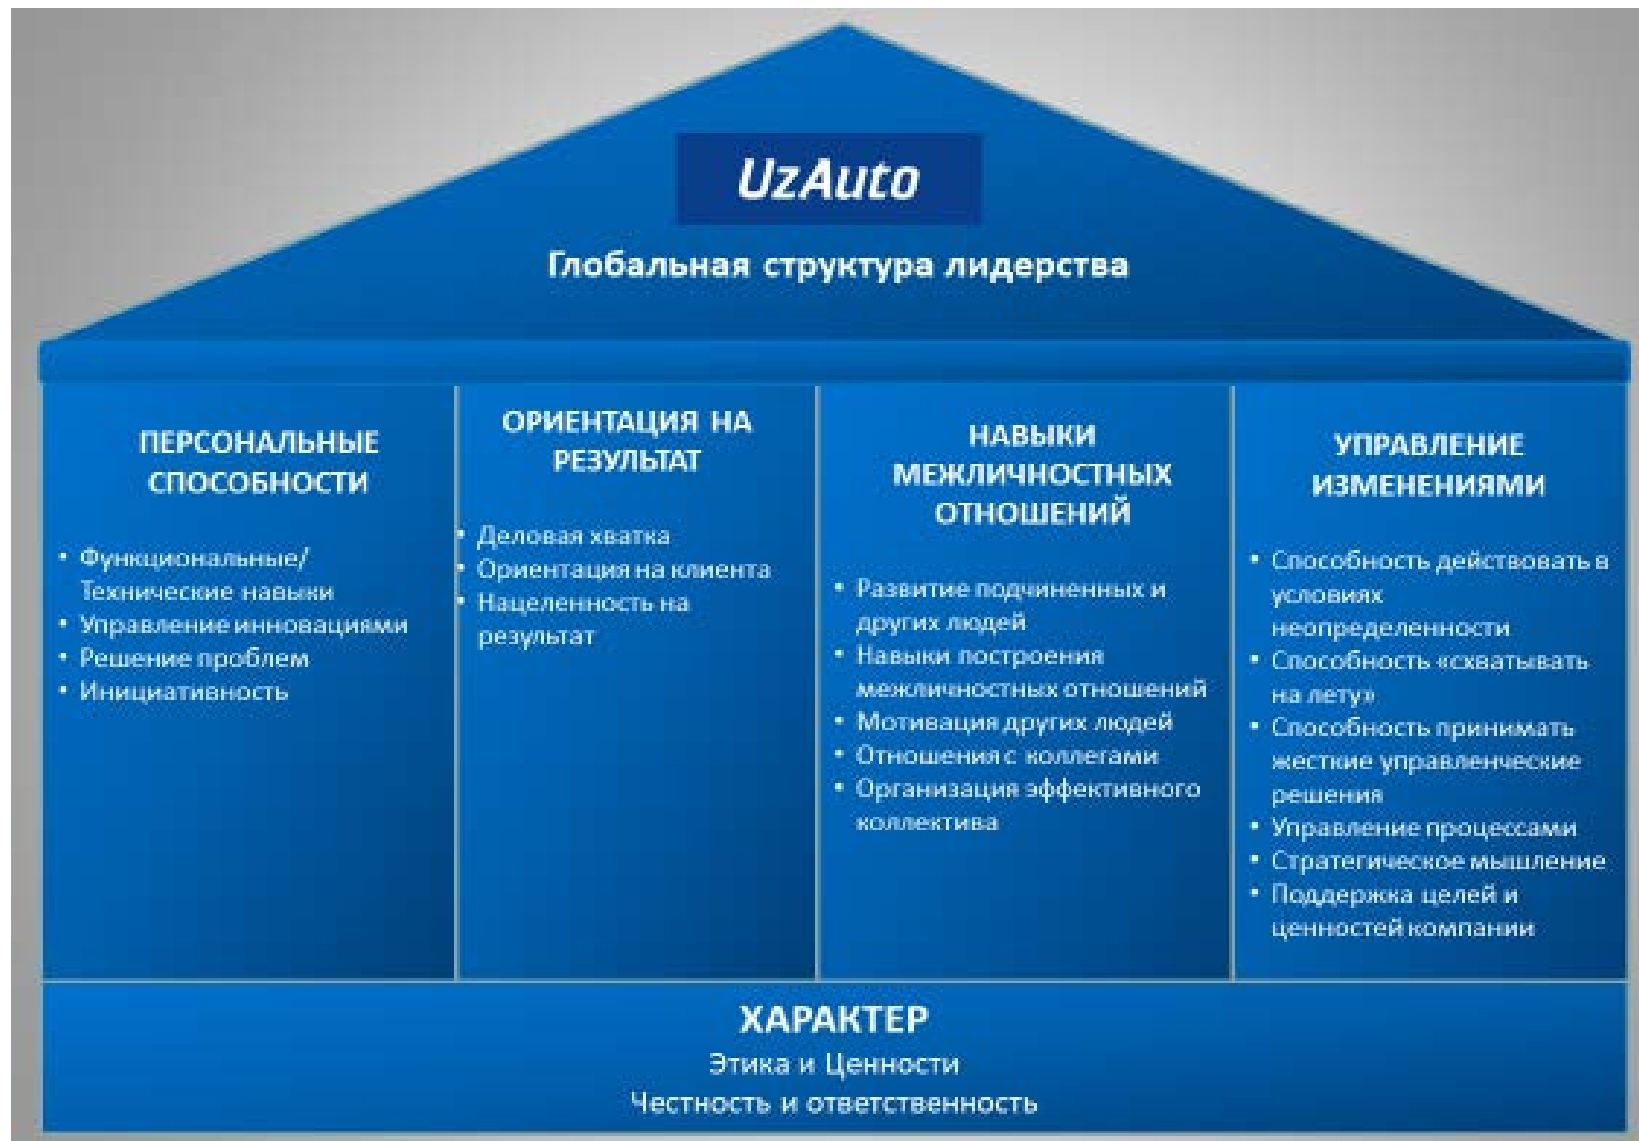 UzAuto
Глобальная структура лидерства
ПЕРСОНАЛЬНЫЕ
СПОСОБНОСТИ
• Функциональные/
Технические навыки
• Управление инновациями
• Решение проблем
• Инициативность
ОРИЕНТАЦИЯ НА
РЕЗУЛЬТАТ
• Деловая хватка
• Ориентация на клиента
• Нацеленность на
результат
НАВЫКИ
МЕЖЛИЧНОСТНЫХ
ОТНОШЕНИЙ
• Развитие подчиненных и
других людей
• Навыки построения
межличностных отношений
• Мотивация других людей
• Отношения с коллегами
• Организация эффективного
коллектива
УПРАВЛЕНИЕ
ИЗМЕНЕНИЯМИ
• Способность действовать в
условиях
неопределенности
• Способность «схватывать
на лету»
• Способность принимать
жесткие управленческие
решения
• Управление процессами
• Стратегическое мышление
• Поддержка целей и
ценностей компании
ХАРАКТЕР
Этика и Ценности
Честность и ответственность